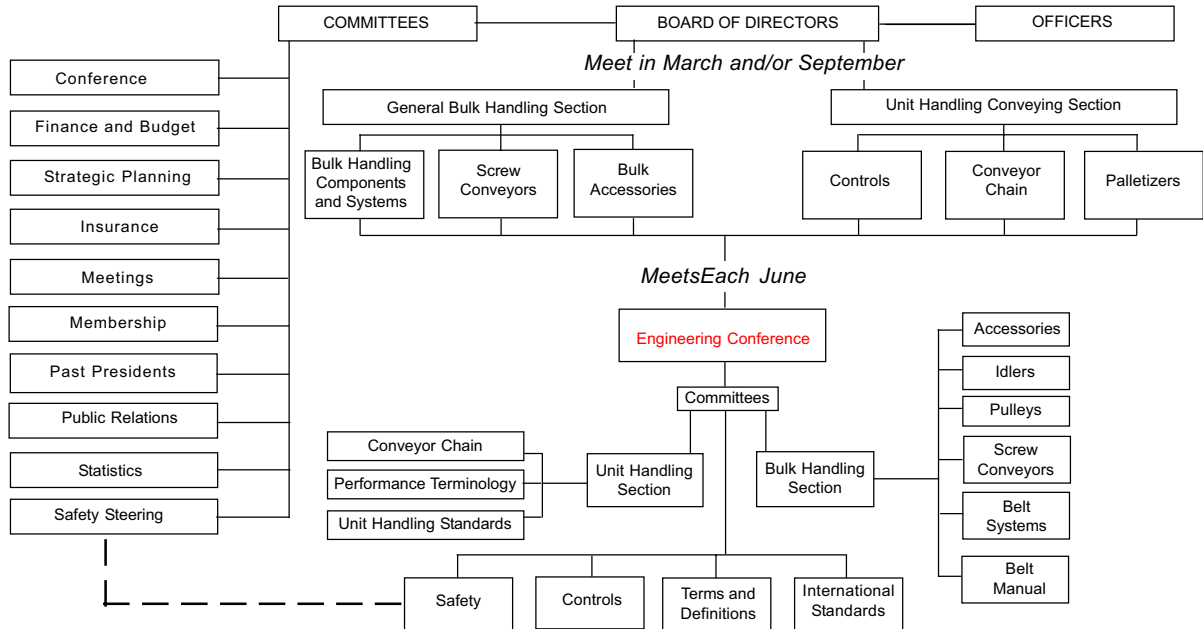 COMMITTEES
BOARD OF DIRECTORS
OFFICERS
Meet in March and/or September
Conference
Finance and Budget
Strategic Planning
Insurance
Meetings
Membership
Past Presidents
Public Relations
Statistics
Safety Steering
General Bulk Handling Section
Unit Handling Conveying Section
Bulk Handling
Components
and Systems
Screw
Conveyors
Bulk
Accessories
Controls
Conveyor
Chain
Palletizers
MeetsEach June
Engineering Conference
Committees
Conveyor Chain
Performance Terminology
Unit Handling Standards
Unit Handling
Section
Bulk Handling
Section
Accessories
Idlers
Pulleys
Screw
Conveyors
Belt
Systems
Belt
Manual
Safety
Controls
Terms and
Definitions
International
Standards